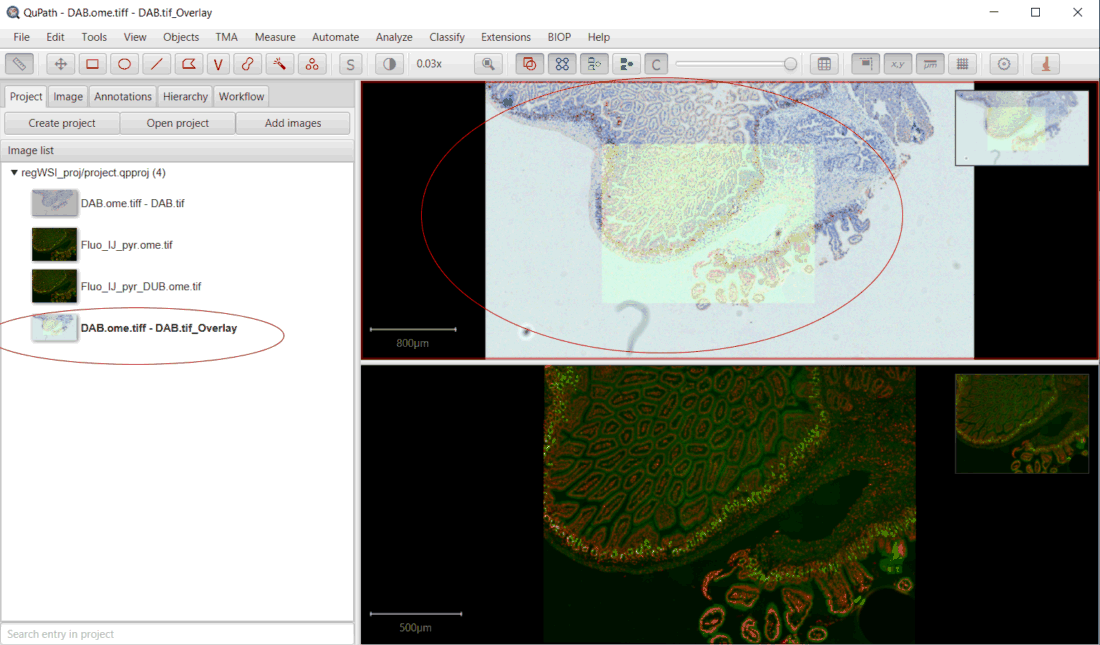 QuPath - DAB.ome.tiff - DAB.tif_Overlay
File Edit Tools View Objects TMA Measure Automate Analyze Classify Extensions BIOP Help
V S 0.03x C x,y µm
Project Image Annotations Hierarchy Workflow
Create project Open project Add images
Image list
regWSI_proj/project.qpproj (4)
DAB.ome.tiff - DAB.tif
Fluo_IJ_pyr.ome.tif
Fluo_IJ_pyr_DUB.ome.tif
DAB.ome.tiff - DAB.tif_Overlay
Search entry in project
800µm
500µm